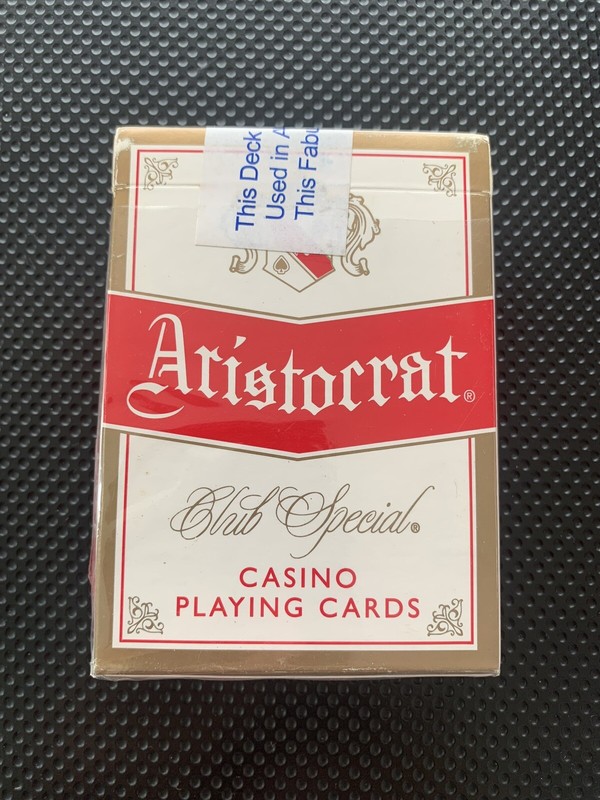 This Deck
Used in A
This Fabu
Aristocrat®
Club Special®
CASINO
PLAYING CARDS